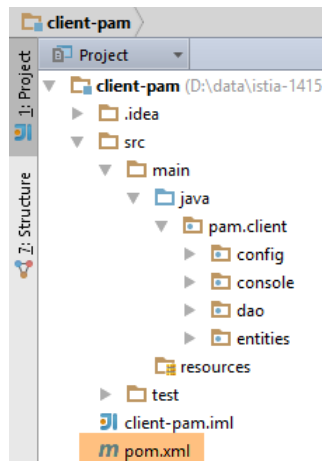 client-pam
Project
1: Project
7: Structure
client-pam (D:\data\istia-1415
.idea
src
main
java
pam.client
config
console
dao
entities
resources
test
client-pam.iml
m pom.xml